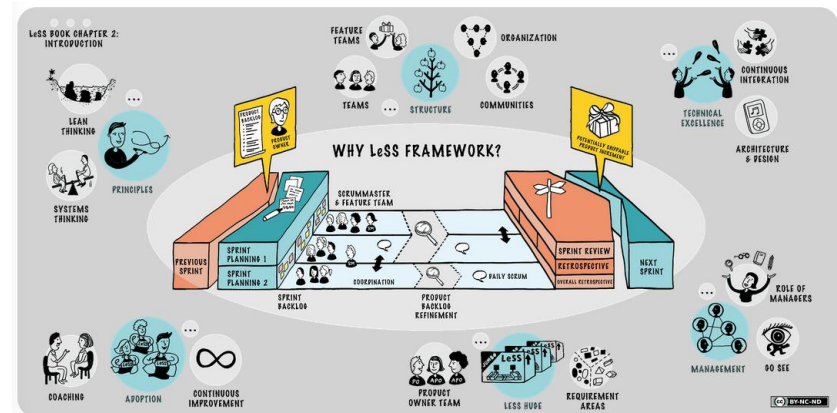 LeSS BOOK CHAPTER 2:
INTRODUCTION
LEAN
THINKING
SYSTEMS
THINKING
PRINCIPLES
FEATURE
TEAMS
TEAMS
STRUCTURE
ORGANIZATION
COMMUNITIES
TECHNICAL
EXCELLENCE
CONTINUOUS
INTEGRATION
ARCHITECTURE
& DESIGN
PRODUCT
BACKLOG
PRODUCT
OWNER
WHY LeSS FRAMEWORK?
POTENTIALLY SHIPPABLE
PRODUCT INCREMENT
SCRUMMASTER
& FEATURE TEAM
PREVIOUS
SPRINT
SPRINT
PLANNING 1
SPRINT
PLANNING 2
SPRINT
BACKLOG
COORDINATION
PRODUCT
BACKLOG
REFINEMENT
DAILY SCRUM
SPRINT REVIEW
RETROSPECTIVE
OVERALL RETROSPECTIVE
NEXT
SPRINT
COACHING
ADOPTION
CONTINUOUS
IMPROVEMENT
PO
APO
APO
PRODUCT
OWNER TEAM
LeSS
LESS HUGE
REQUIREMENT
AREAS
MANAGEMENT
ROLE OF
MANAGERS
GO SEE
CC BY-NC-ND